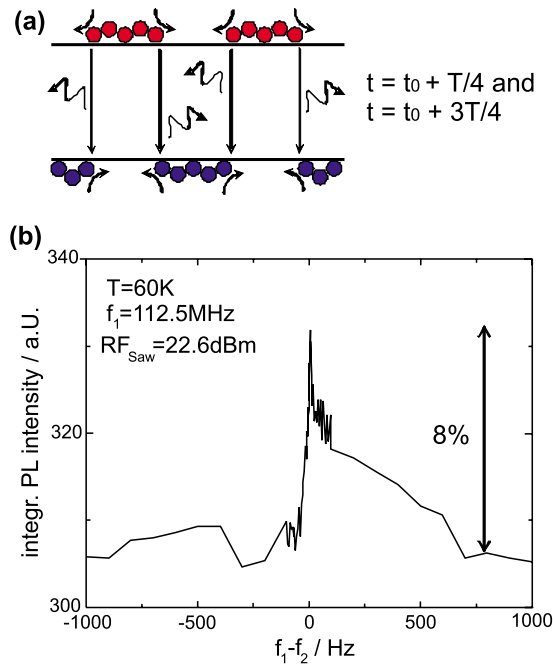 (a)
t = t₀ + T/4 and
t = t₀ + 3T/4
(b)
340
320
300
integr. PL intensity / a.U.
T=60K
f₁=112.5MHz
RF_Saw=22.6dBm
8%
-1000
-500
0
500
1000
f₁-f₂ / Hz